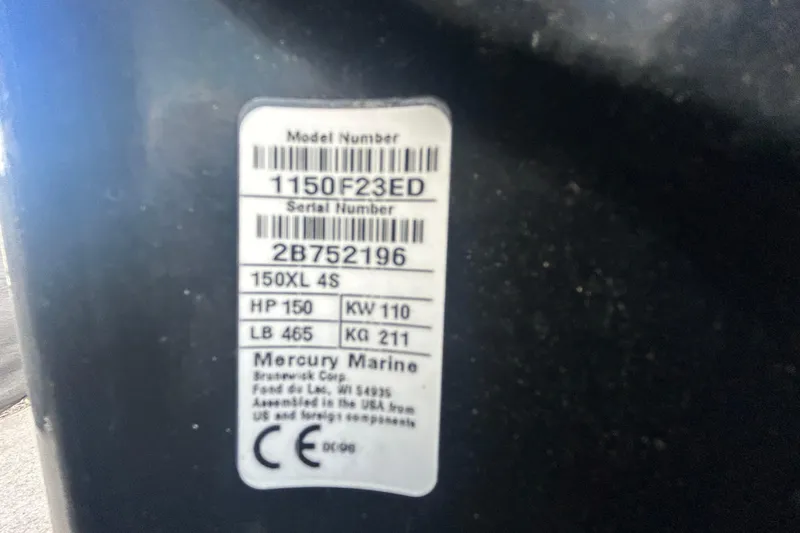 Model Number
1150F23ED
Serial Number
2B752196
150XL 4S
HP 150 KW 110
LB 465 KG 211
Mercury Marine
Brunswick Corp.
Fond du Lac, WI 54935
Assembled in the USA from
US and foreign components
CE